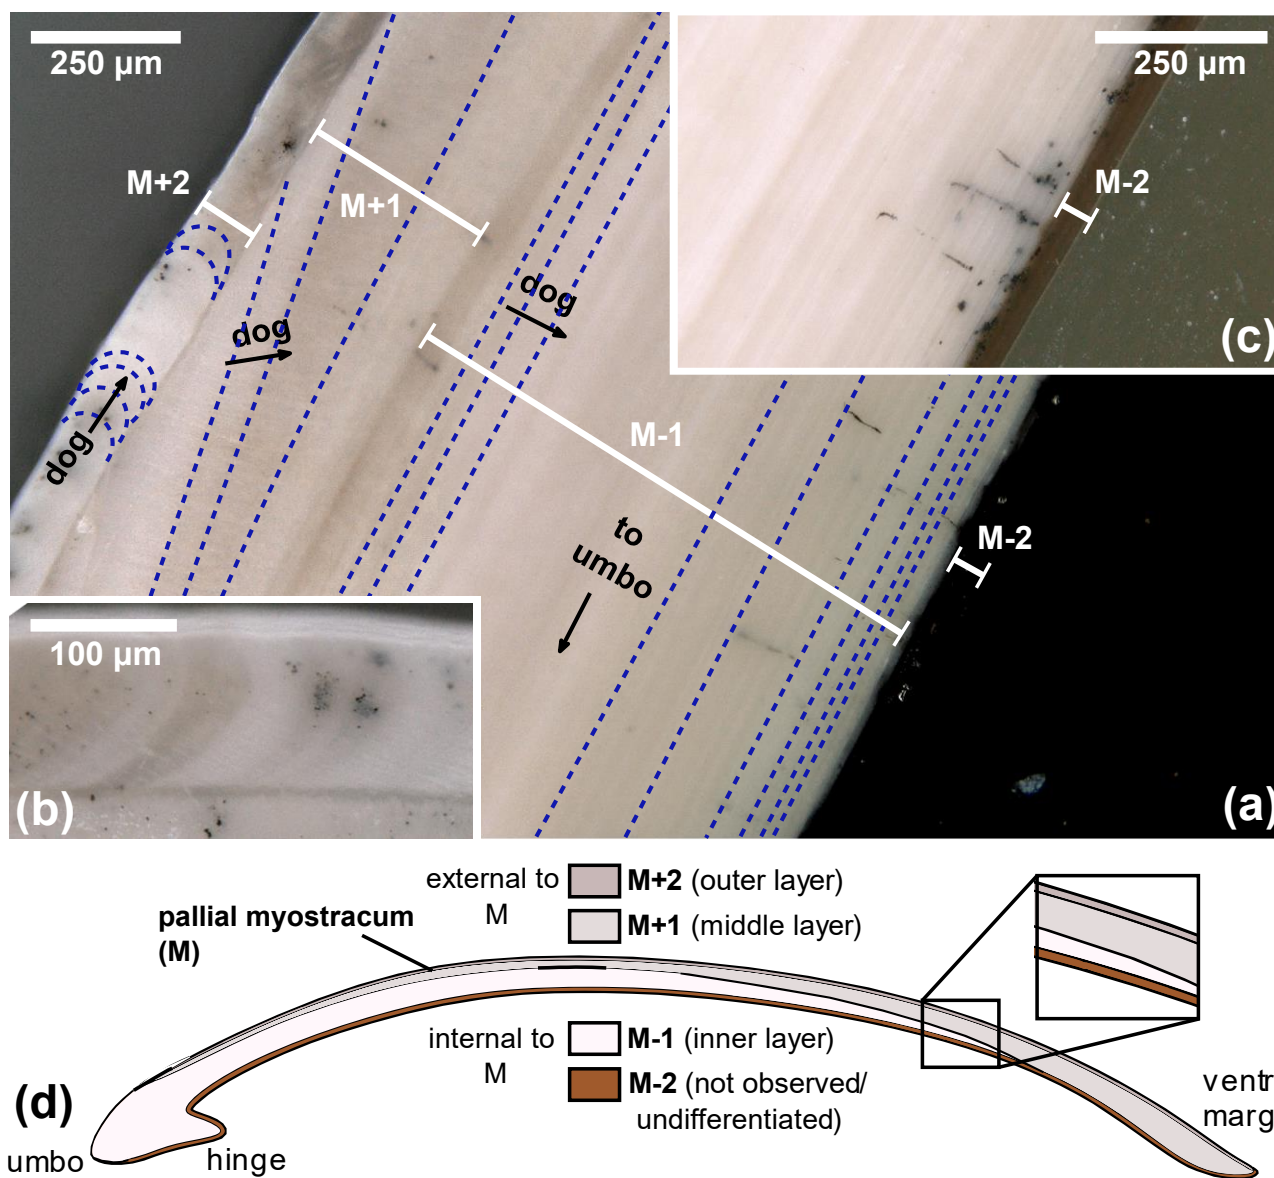 250 µm
M+2
M+1
dog
dog
dog
M-1
to
umbo
M-2
(a)
250 µm
M-2
(c)
100 µm
(b)
external to
M
M+2 (outer layer)
M+1 (middle layer)
pallial myostracum
(M)
internal to
M
M-1 (inner layer)
M-2 (not observed/
undifferentiated)
(d)
umbo
hinge
ventr
marg